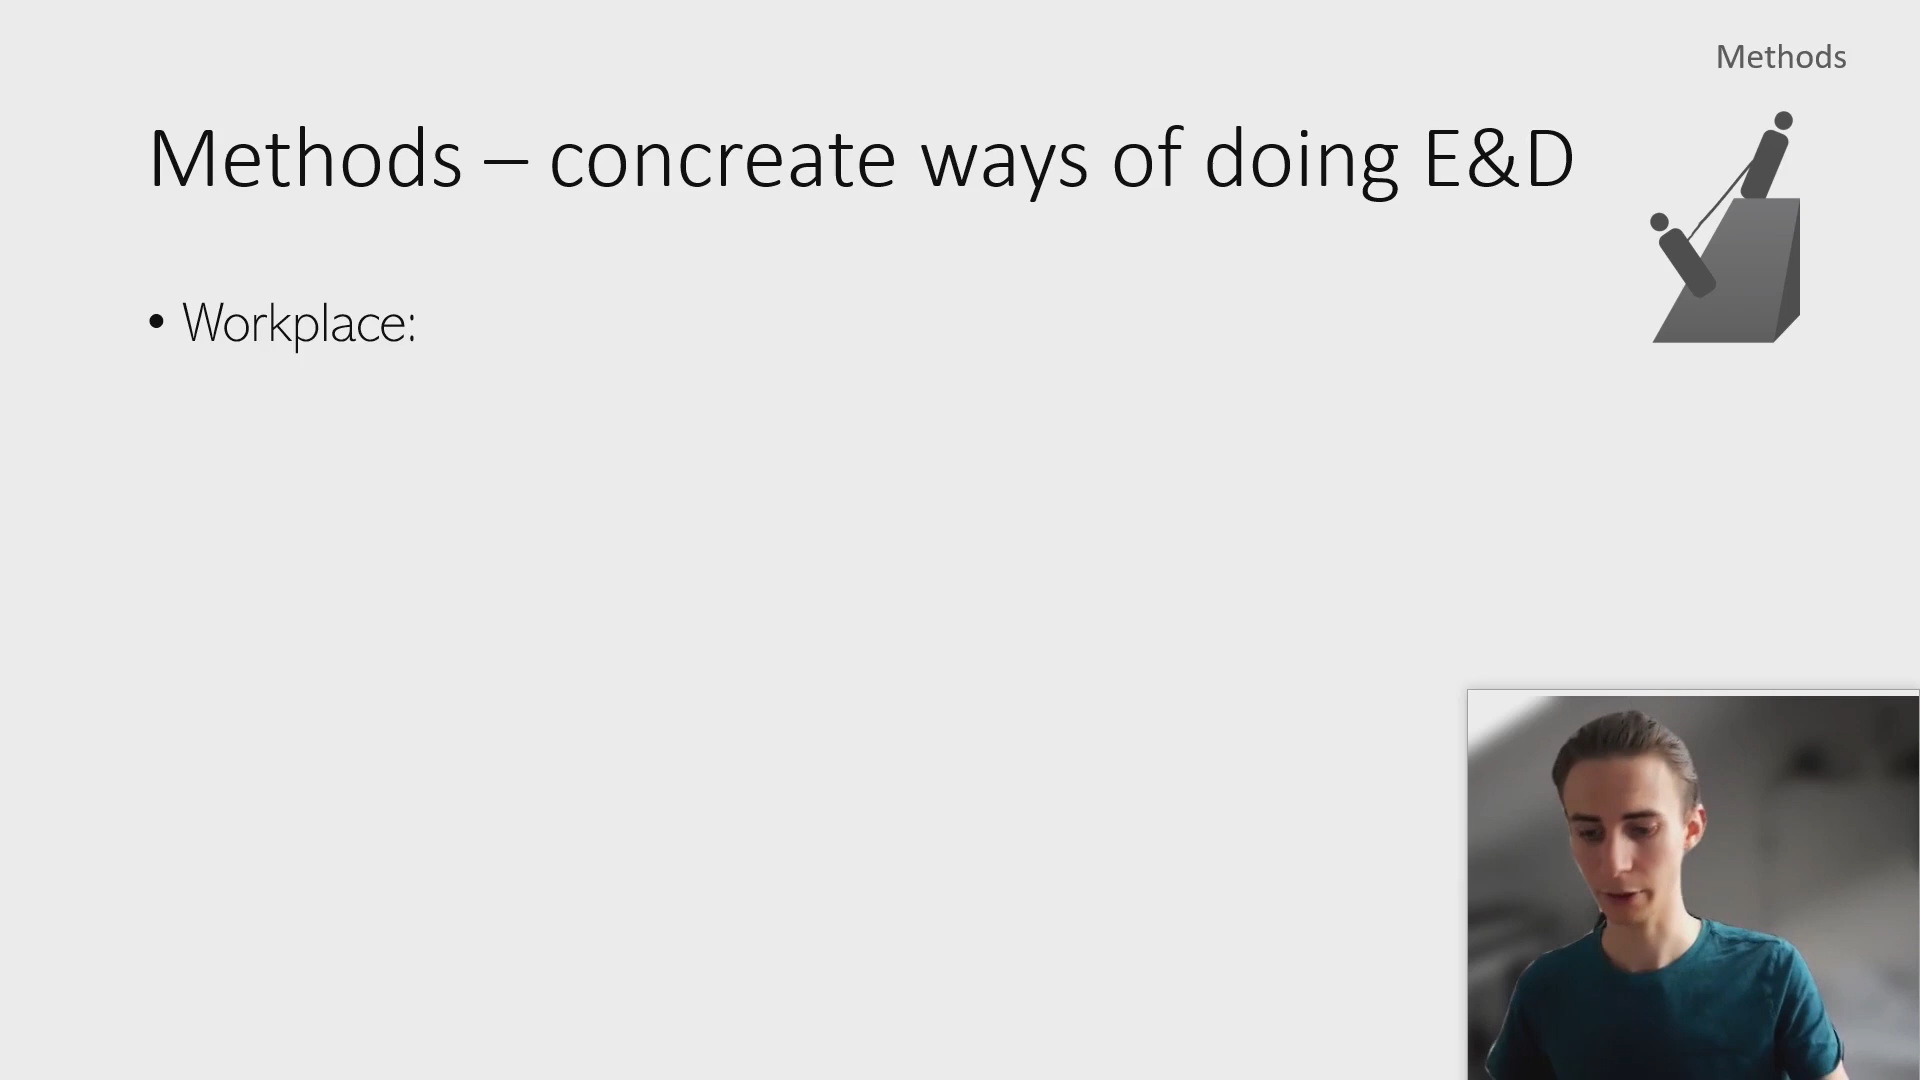 Methods
Methods – concreate ways of doing E&D
• Workplace: